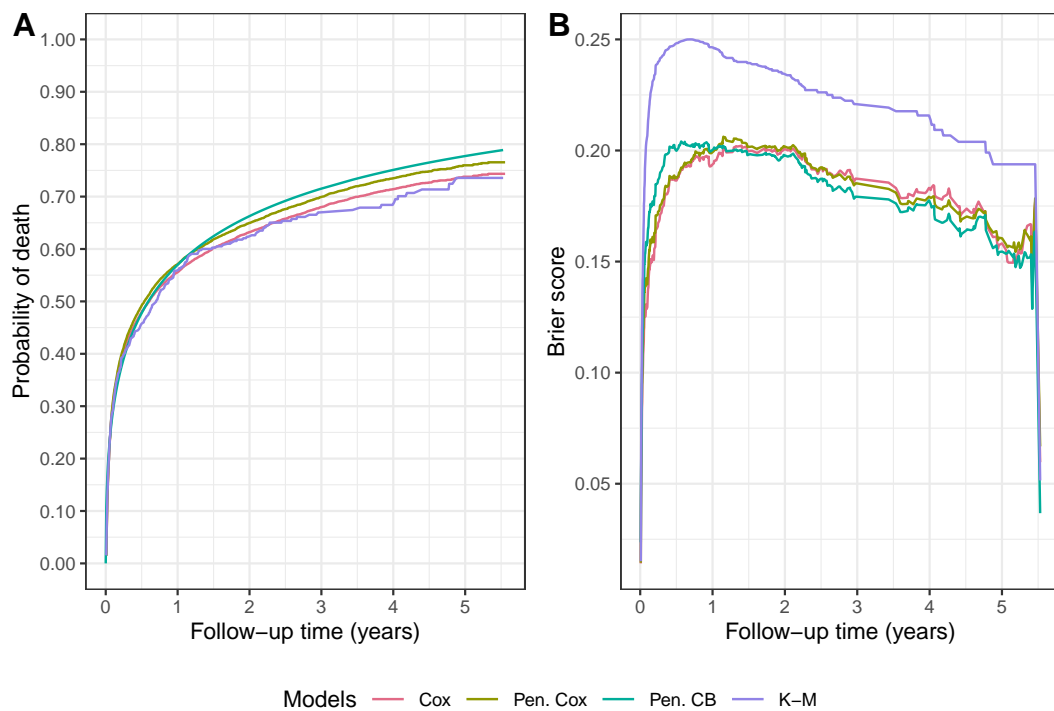 A
1.00
0.90
0.80
0.70
0.60
0.50
0.40
0.30
0.20
0.10
0.00
Probability of death
0 1 2 3 4 5
Follow−up time (years)
B
0.25
0.20
0.15
0.10
0.05
Brier score
0 1 2 3 4 5
Follow−up time (years)
Models Cox Pen. Cox Pen. CB K−M